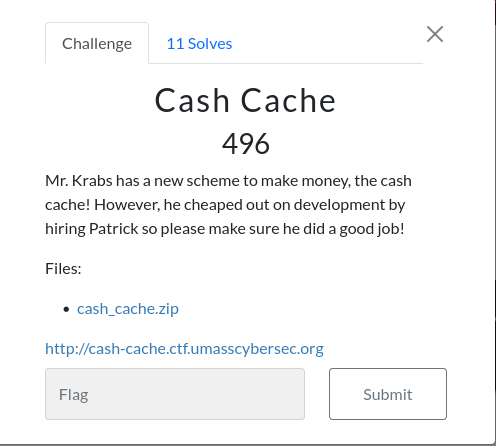 Challenge
11 Solves
Cash Cache
496
Mr. Krabs has a new scheme to make money, the cash
cache! However, he cheaped out on development by
hiring Patrick so please make sure he did a good job!
Files:
• cash_cache.zip
http://cash-cache.ctf.umasscybersec.org
Flag
Submit